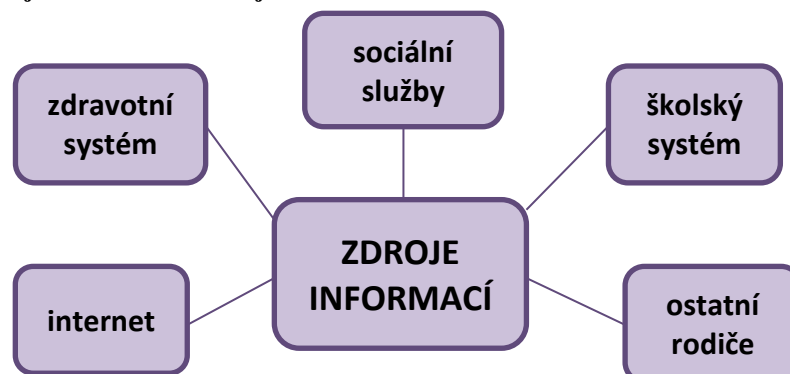 sociální
služby
zdravotní
systém
školský
systém
ZDROJE
INFORMACÍ
internet
ostatní
rodiče